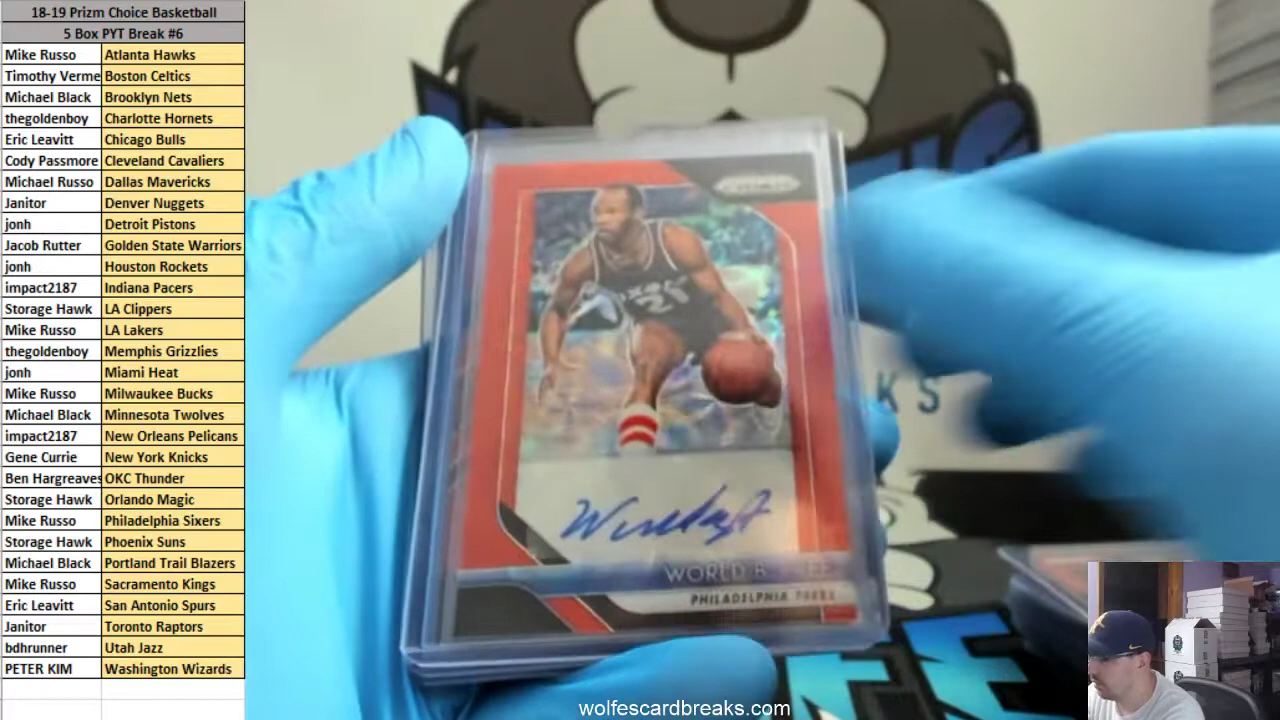 18-19 Prizm Choice Basketball
5 Box PYT Break #6
Mike Russo Atlanta Hawks
Timothy Verme Boston Celtics
Michael Black Brooklyn Nets
thegoldenboy Charlotte Hornets
Eric Leavitt Chicago Bulls
Cody Passmore Cleveland Cavaliers
Michael Russo Dallas Mavericks
Janitor Denver Nuggets
jonh Detroit Pistons
Jacob Rutter Golden State Warriors
jonh Houston Rockets
impact2187 Indiana Pacers
Storage Hawk LA Clippers
Mike Russo LA Lakers
thegoldenboy Memphis Grizzlies
jonh Miami Heat
Mike Russo Milwaukee Bucks
Michael Black Minnesota Twolves
impact2187 New Orleans Pelicans
Gene Currie New York Knicks
Ben Hargreaves OKC Thunder
Storage Hawk Orlando Magic
Mike Russo Philadelphia Sixers
Storage Hawk Phoenix Suns
Michael Black Portland Trail Blazers
Mike Russo Sacramento Kings
Eric Leavitt San Antonio Spurs
Janitor Toronto Raptors
bdhrunner Utah Jazz
PETER KIM Washington Wizards
PRIZM
21
WORLD B. FREE
PHILADELPHIA 76ERS
wolfescardbreaks.com